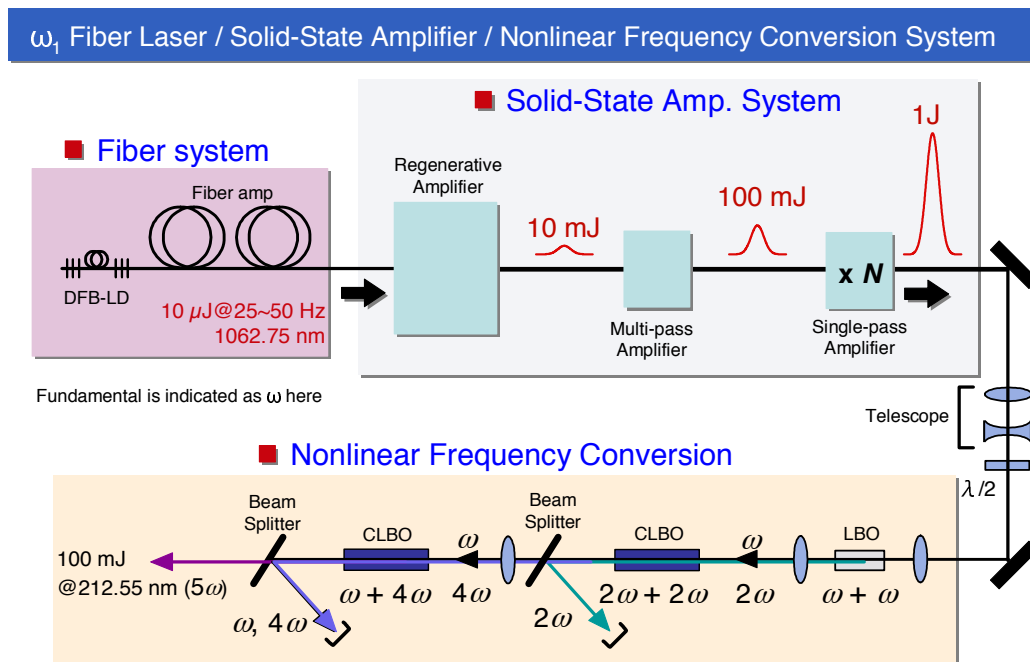 ω1 Fiber Laser / Solid-State Amplifier / Nonlinear Frequency Conversion System
Solid-State Amp. System
1J
Fiber system
Regenerative
Amplifier
Fiber amp
10 mJ
100 mJ
x N
DFB-LD
10 μJ@25~50 Hz
1062.75 nm
Multi-pass
Amplifier
Single-pass
Amplifier
Fundamental is indicated as ω here
Telescope
Nonlinear Frequency Conversion
λ/2
Beam
Splitter
CLBO
ω
Beam
Splitter
CLBO
ω
LBO
100 mJ
@212.55 nm (5ω)
ω + 4ω
4ω
2ω + 2ω
2ω
ω + ω
ω, 4ω
2ω